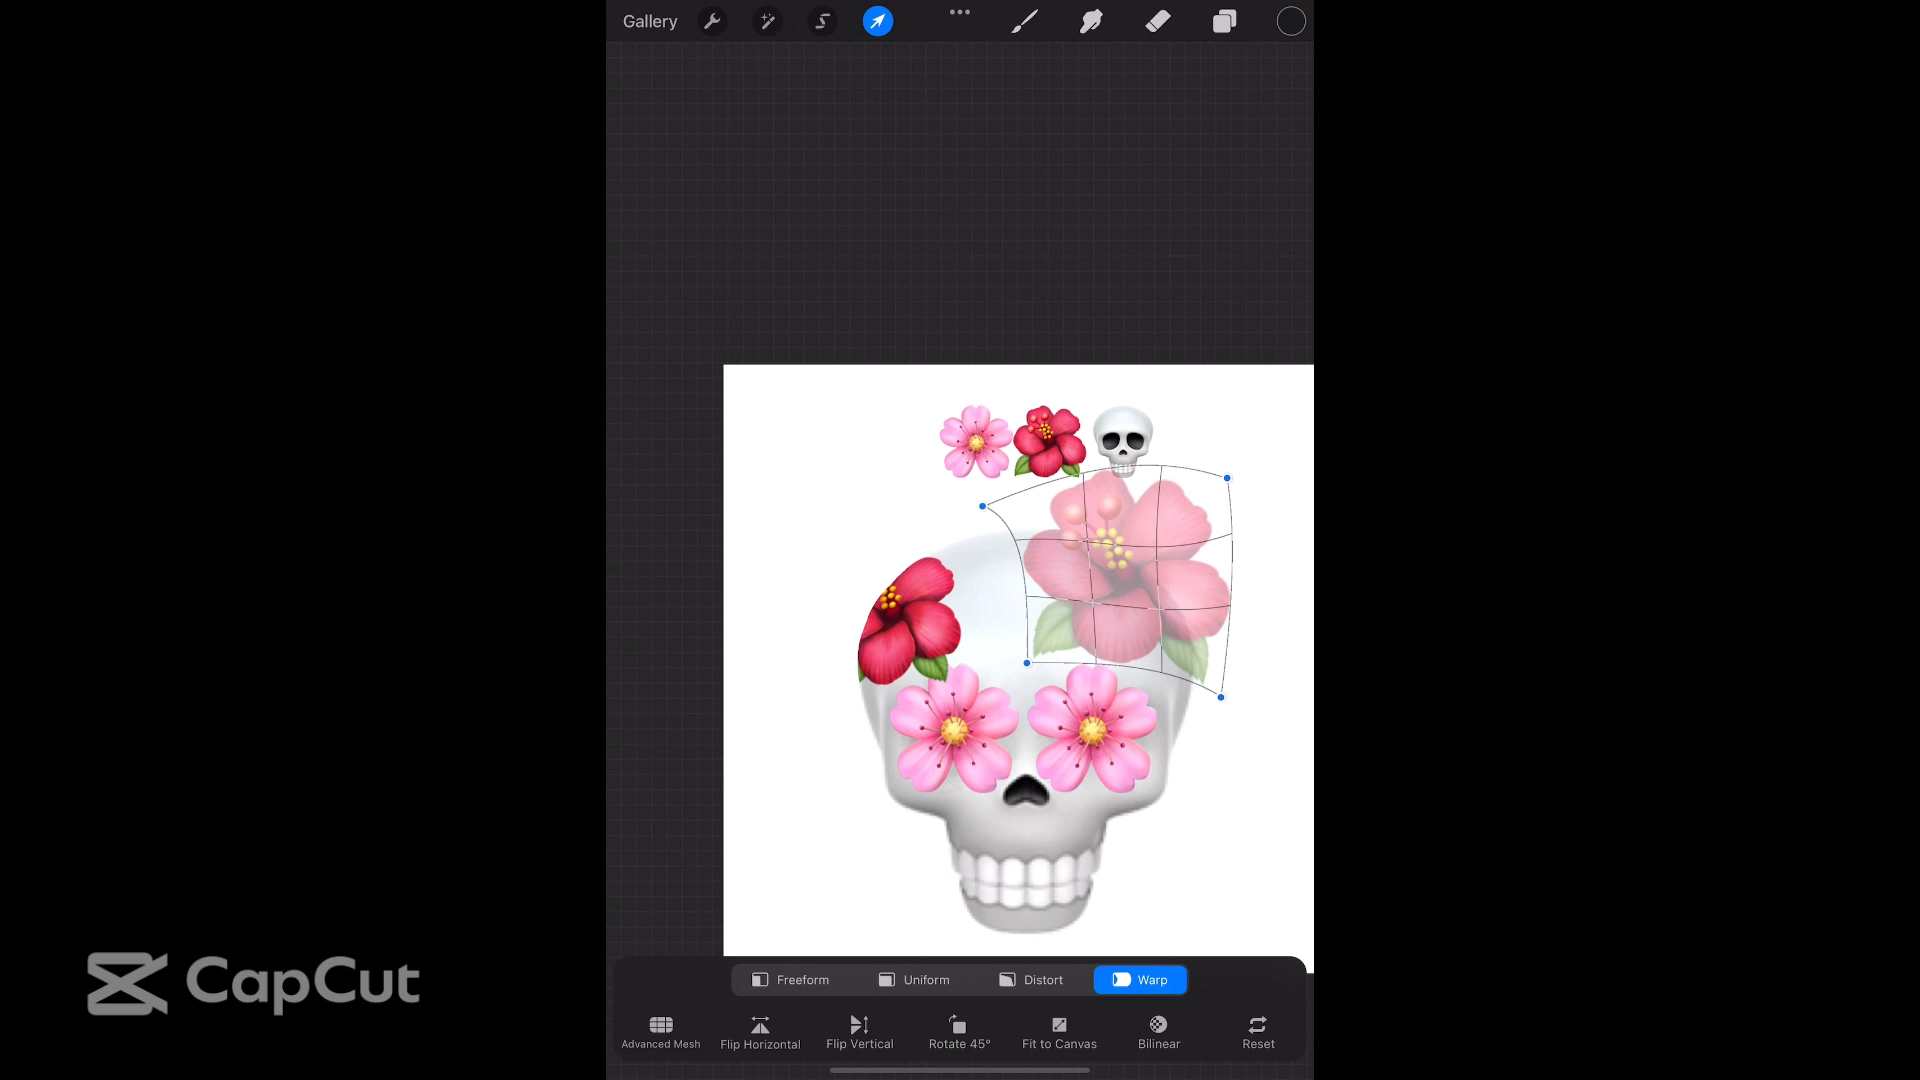 Gallery
Freeform Uniform Distort Warp
Advanced Mesh Flip Horizontal Flip Vertical Rotate 45° Fit to Canvas Bilinear Reset
CapCut